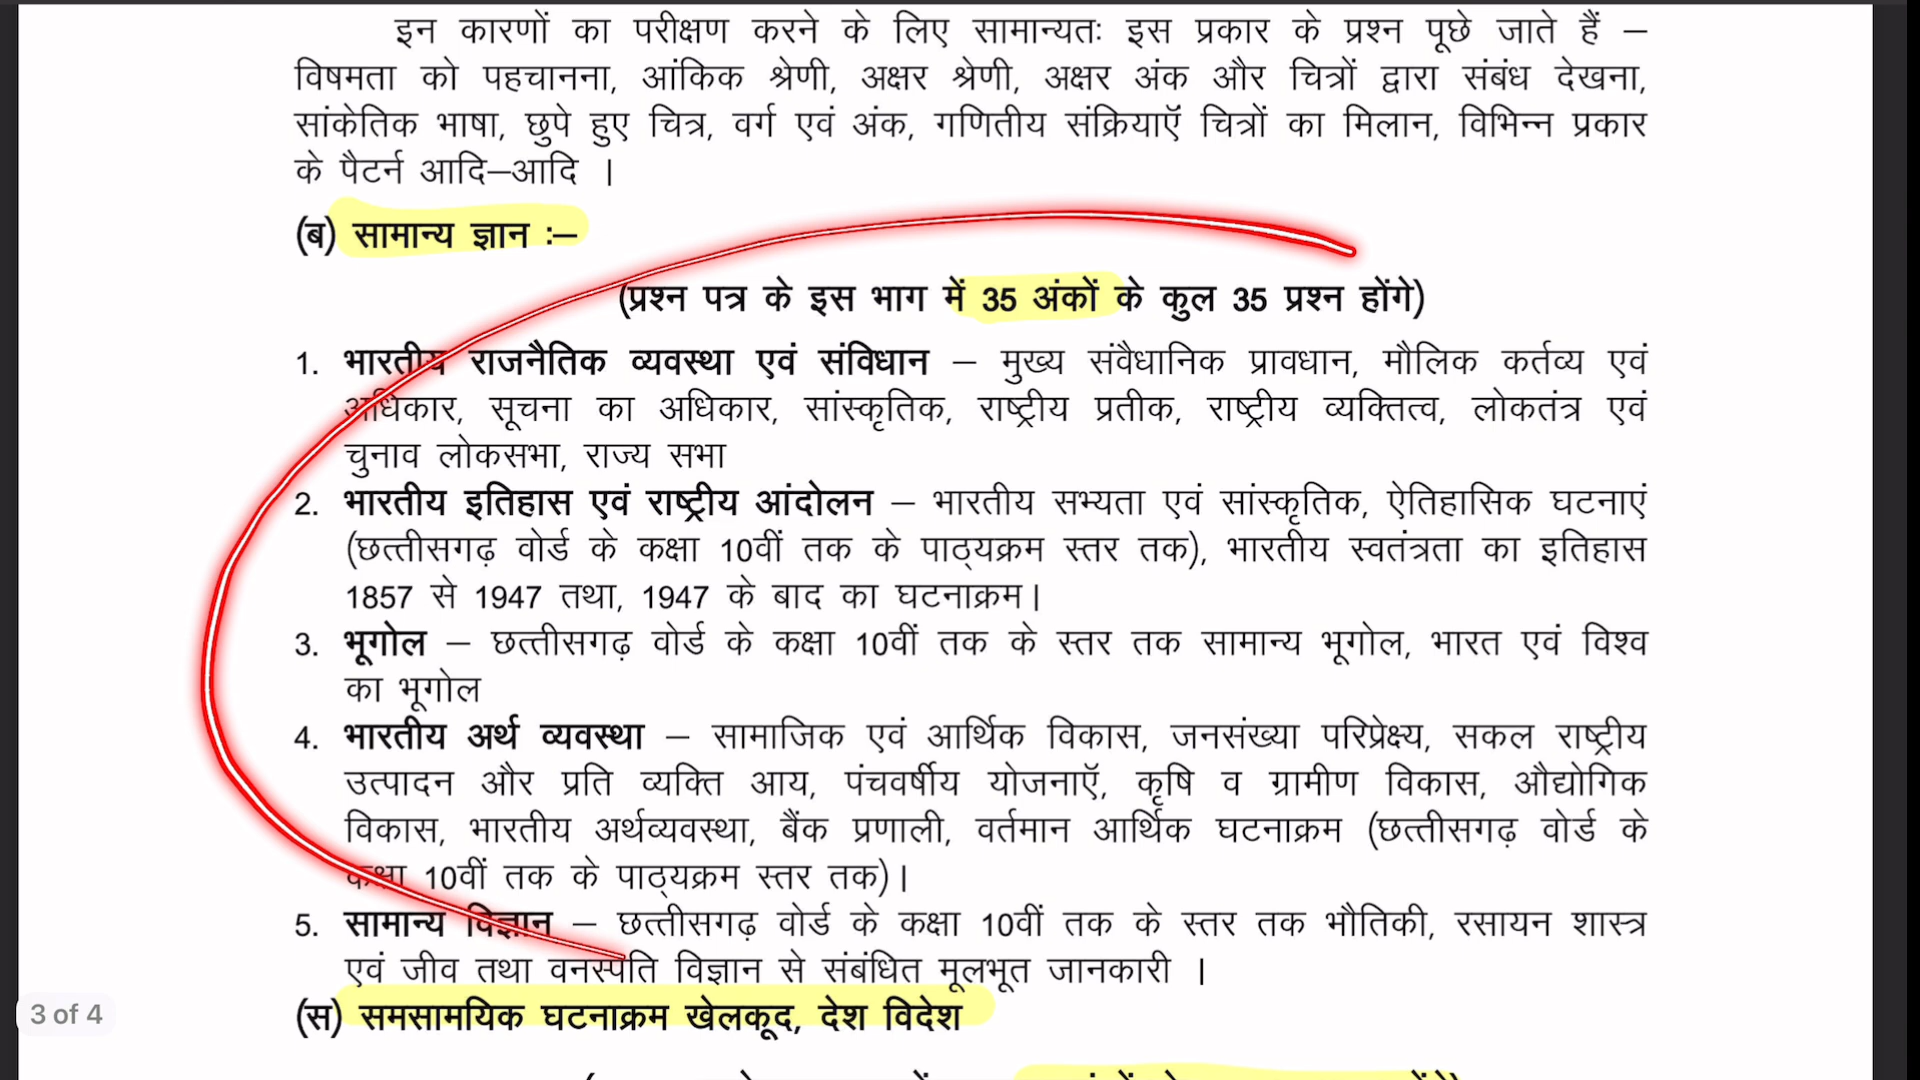 इन कारणों का परीक्षण करने के लिए सामान्यतः इस प्रकार के प्रश्न पूछे जाते हैं –
विषमता को पहचानना, आंकिक श्रेणी, अक्षर श्रेणी, अक्षर अंक और चित्रों द्वारा संबंध देखना,
सांकेतिक भाषा, छुपे हुए चित्र, वर्ग एवं अंक, गणितीय संक्रियाऍं चित्रों का मिलान, विभिन्न प्रकार
के पैटर्न आदि–आदि ।
(ब) सामान्य ज्ञान :–
(प्रश्न पत्र के इस भाग में 35 अंकों के कुल 35 प्रश्न होंगे)
1. भारतीय राजनैतिक व्यवस्था एवं संविधान – मुख्य संवैधानिक प्रावधान, मौलिक कर्तव्य एवं
अधिकार, सूचना का अधिकार, सांस्कृतिक, राष्ट्रीय प्रतीक, राष्ट्रीय व्यक्तित्व, लोकतंत्र एवं
चुनाव लोकसभा, राज्य सभा
2. भारतीय इतिहास एवं राष्ट्रीय आंदोलन – भारतीय सभ्यता एवं सांस्कृतिक, ऐतिहासिक घटनाएं
(छत्तीसगढ़ वोर्ड के कक्षा 10वीं तक के पाठ्यक्रम स्तर तक), भारतीय स्वतंत्रता का इतिहास
1857 से 1947 तथा, 1947 के बाद का घटनाक्रम।
3. भूगोल – छत्तीसगढ़ वोर्ड के कक्षा 10वीं तक के स्तर तक सामान्य भूगोल, भारत एवं विश्व
का भूगोल
4. भारतीय अर्थ व्यवस्था – सामाजिक एवं आर्थिक विकास, जनसंख्या परिप्रेक्ष्य, सकल राष्ट्रीय
उत्पादन और प्रति व्यक्ति आय, पंचवर्षीय योजनाऍ, कृषि व ग्रामीण विकास, औद्योगिक
विकास, भारतीय अर्थव्यवस्था, बैंक प्रणाली, वर्तमान आर्थिक घटनाक्रम (छत्तीसगढ़ वोर्ड के
कक्षा 10वीं तक के पाठ्यक्रम स्तर तक)।
5. सामान्य विज्ञान – छत्तीसगढ़ वोर्ड के कक्षा 10वीं तक के स्तर तक भौतिकी, रसायन शास्त्र
एवं जीव तथा वनस्पति विज्ञान से संबंधित मूलभूत जानकारी ।
(स) समसामयिक घटनाक्रम खेलकूद, देश विदेश
3 of 4